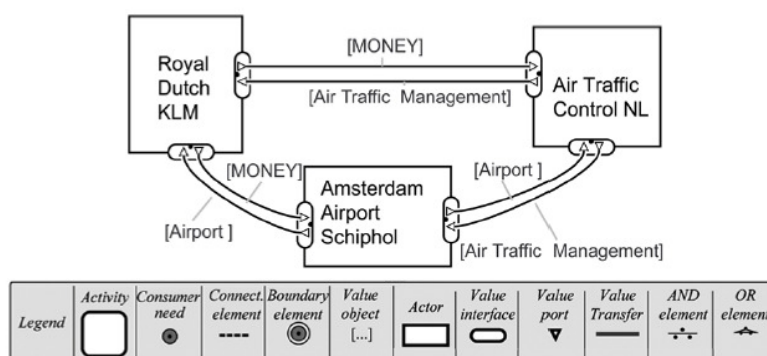 [MONEY]
Royal
Dutch
KLM
[Air Traffic Management]
Air Traffic
Control NL
[MONEY]
[Airport ]
Amsterdam
Airport
Schiphol
[Airport ]
[Air Traffic Management]
Legend
Activity
Consumer
need
Connect.
element
Boundary
element
Value
object
[...]
Actor
Value
interface
Value
port
Value
Transfer
AND
element
OR
element